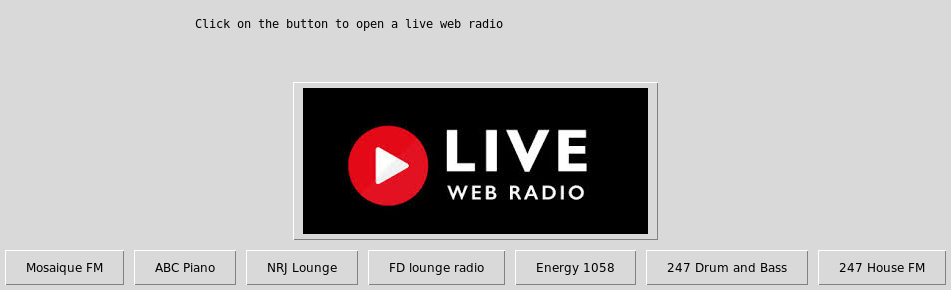 Click on the button to open a live web radio
LIVE
WEB RADIO
Mosaique FM
ABC Piano
NRJ Lounge
FD lounge radio
Energy 1058
247 Drum and Bass
247 House FM